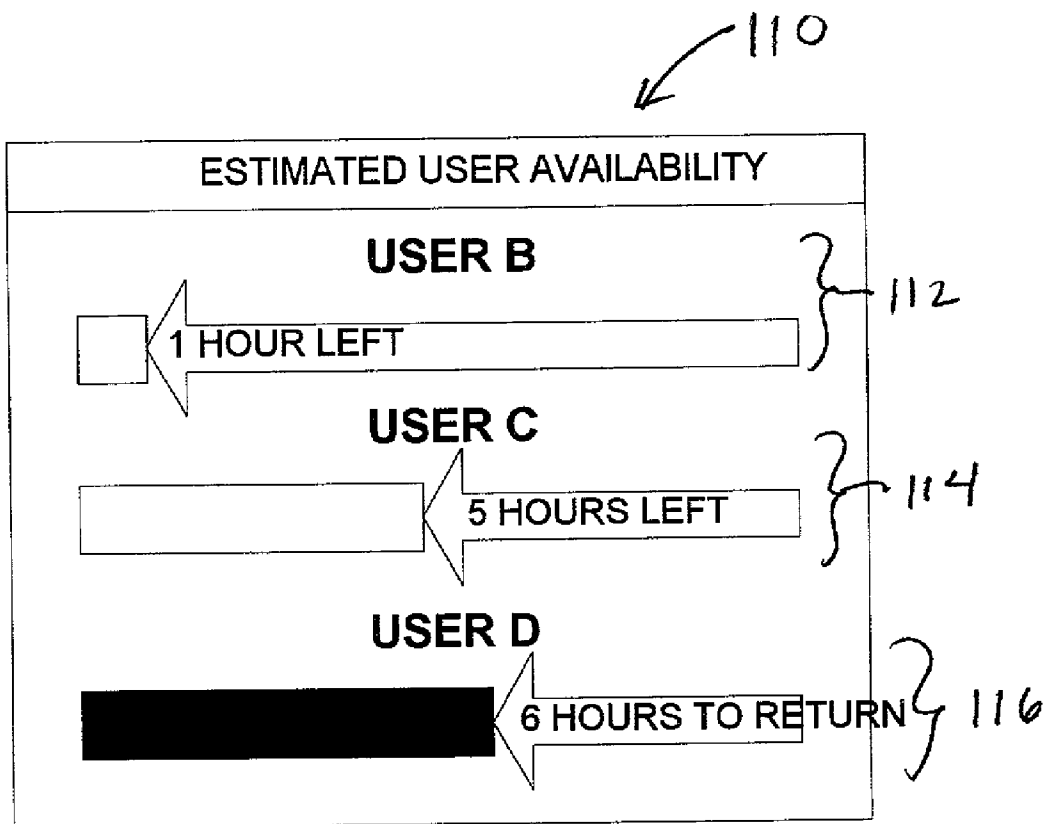 110
ESTIMATED USER AVAILABILITY
USER B
1 HOUR LEFT
112
USER C
5 HOURS LEFT
114
USER D
6 HOURS TO RETURN
116